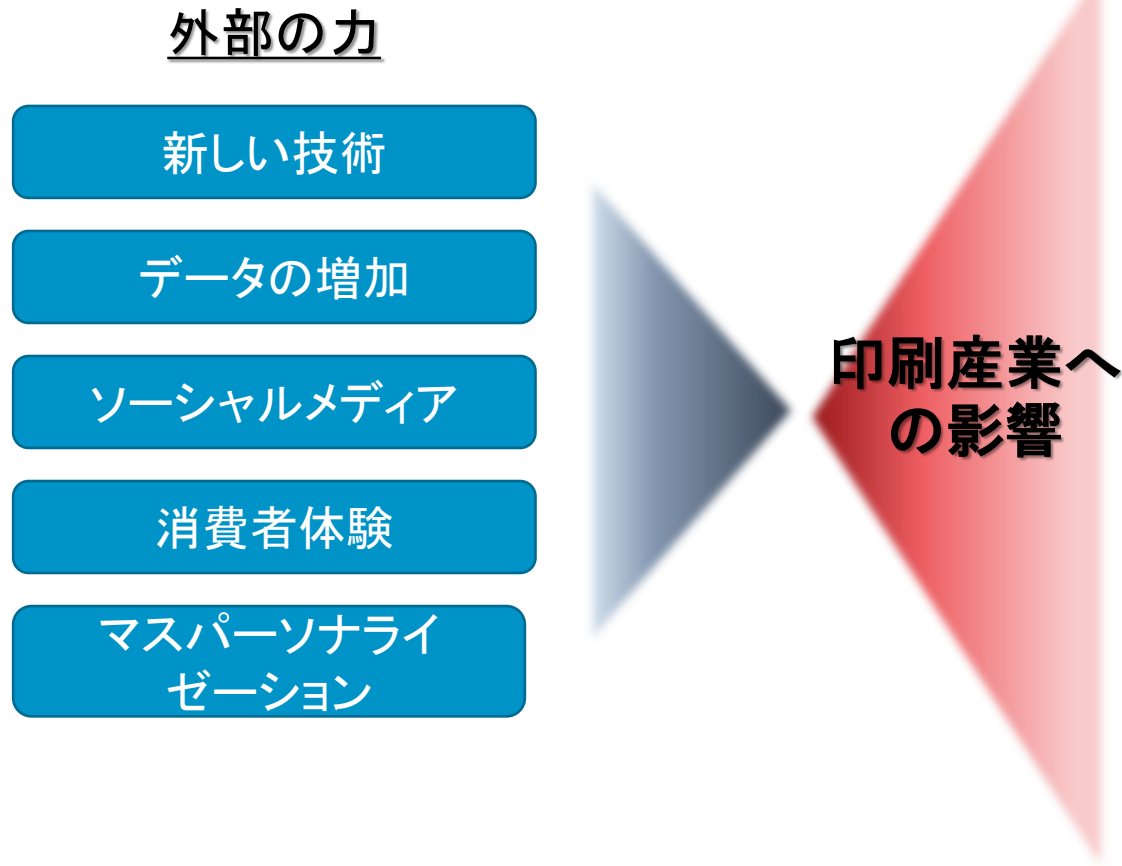 外部の力
新しい技術
データの増加
ソーシャルメディア
消費者体験
マスパーソナライ
ゼーション
印刷産業へ
の影響